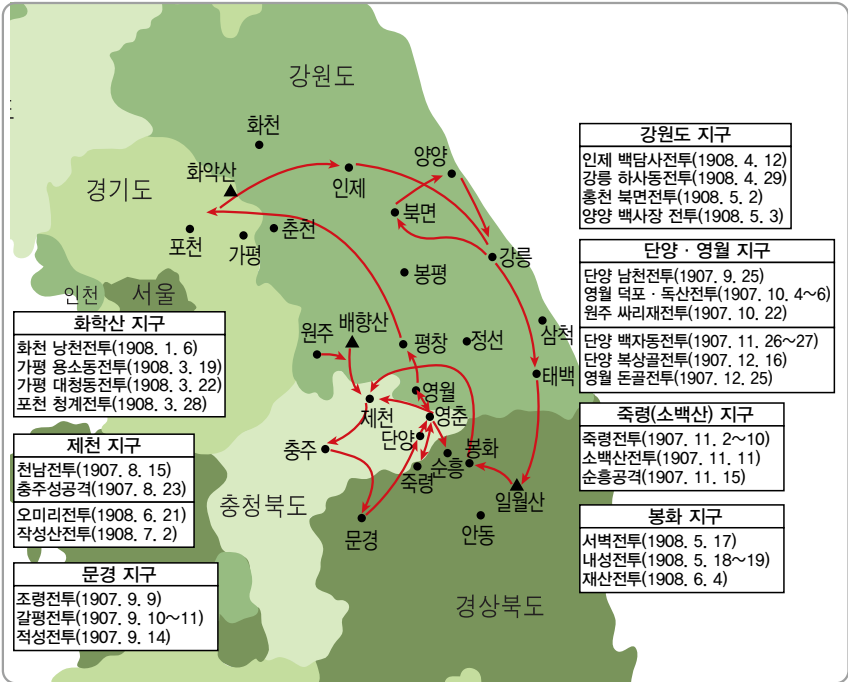 강원도
화천
화악산
경기도
인제
양양
북면
포천
가평
춘천
강릉
봉평
인천
서울
원주
배향산
평창
정선
삼척
태백
영월
제천
영춘
단양
충주
순흥
봉화
죽령
일월산
충청북도
문경
안동
경상북도
강원도 지구
인제 백담사전투(1908. 4. 12)
강릉 하사동전투(1908. 4. 29)
홍천 북면전투(1908. 5. 2)
양양 백사장 전투(1908. 5. 3)
단양 · 영월 지구
단양 남천전투(1907. 9. 25)
영월 덕포 · 독산전투(1907. 10. 4~6)
원주 싸리재전투(1907. 10. 22)
단양 백자동전투(1907. 11. 26~27)
단양 복상골전투(1907. 12. 16)
영월 돈골전투(1907. 12. 25)
죽령(소백산) 지구
죽령전투(1907. 11. 2~10)
소백산전투(1907. 11. 11)
순흥공격(1907. 11. 15)
봉화 지구
서벽전투(1908. 5. 17)
내성전투(1908. 5. 18~19)
재산전투(1908. 6. 4)
화학산 지구
화천 낭천전투(1908. 1. 6)
가평 용소동전투(1908. 3. 19)
가평 대청동전투(1908. 3. 22)
포천 청계전투(1908. 3. 28)
제천 지구
천남전투(1907. 8. 15)
충주성공격(1907. 8. 23)
오미리전투(1908. 6. 21)
작성산전투(1908. 7. 2)
문경 지구
조령전투(1907. 9. 9)
갈평전투(1907. 9. 10~11)
적성전투(1907. 9. 14)